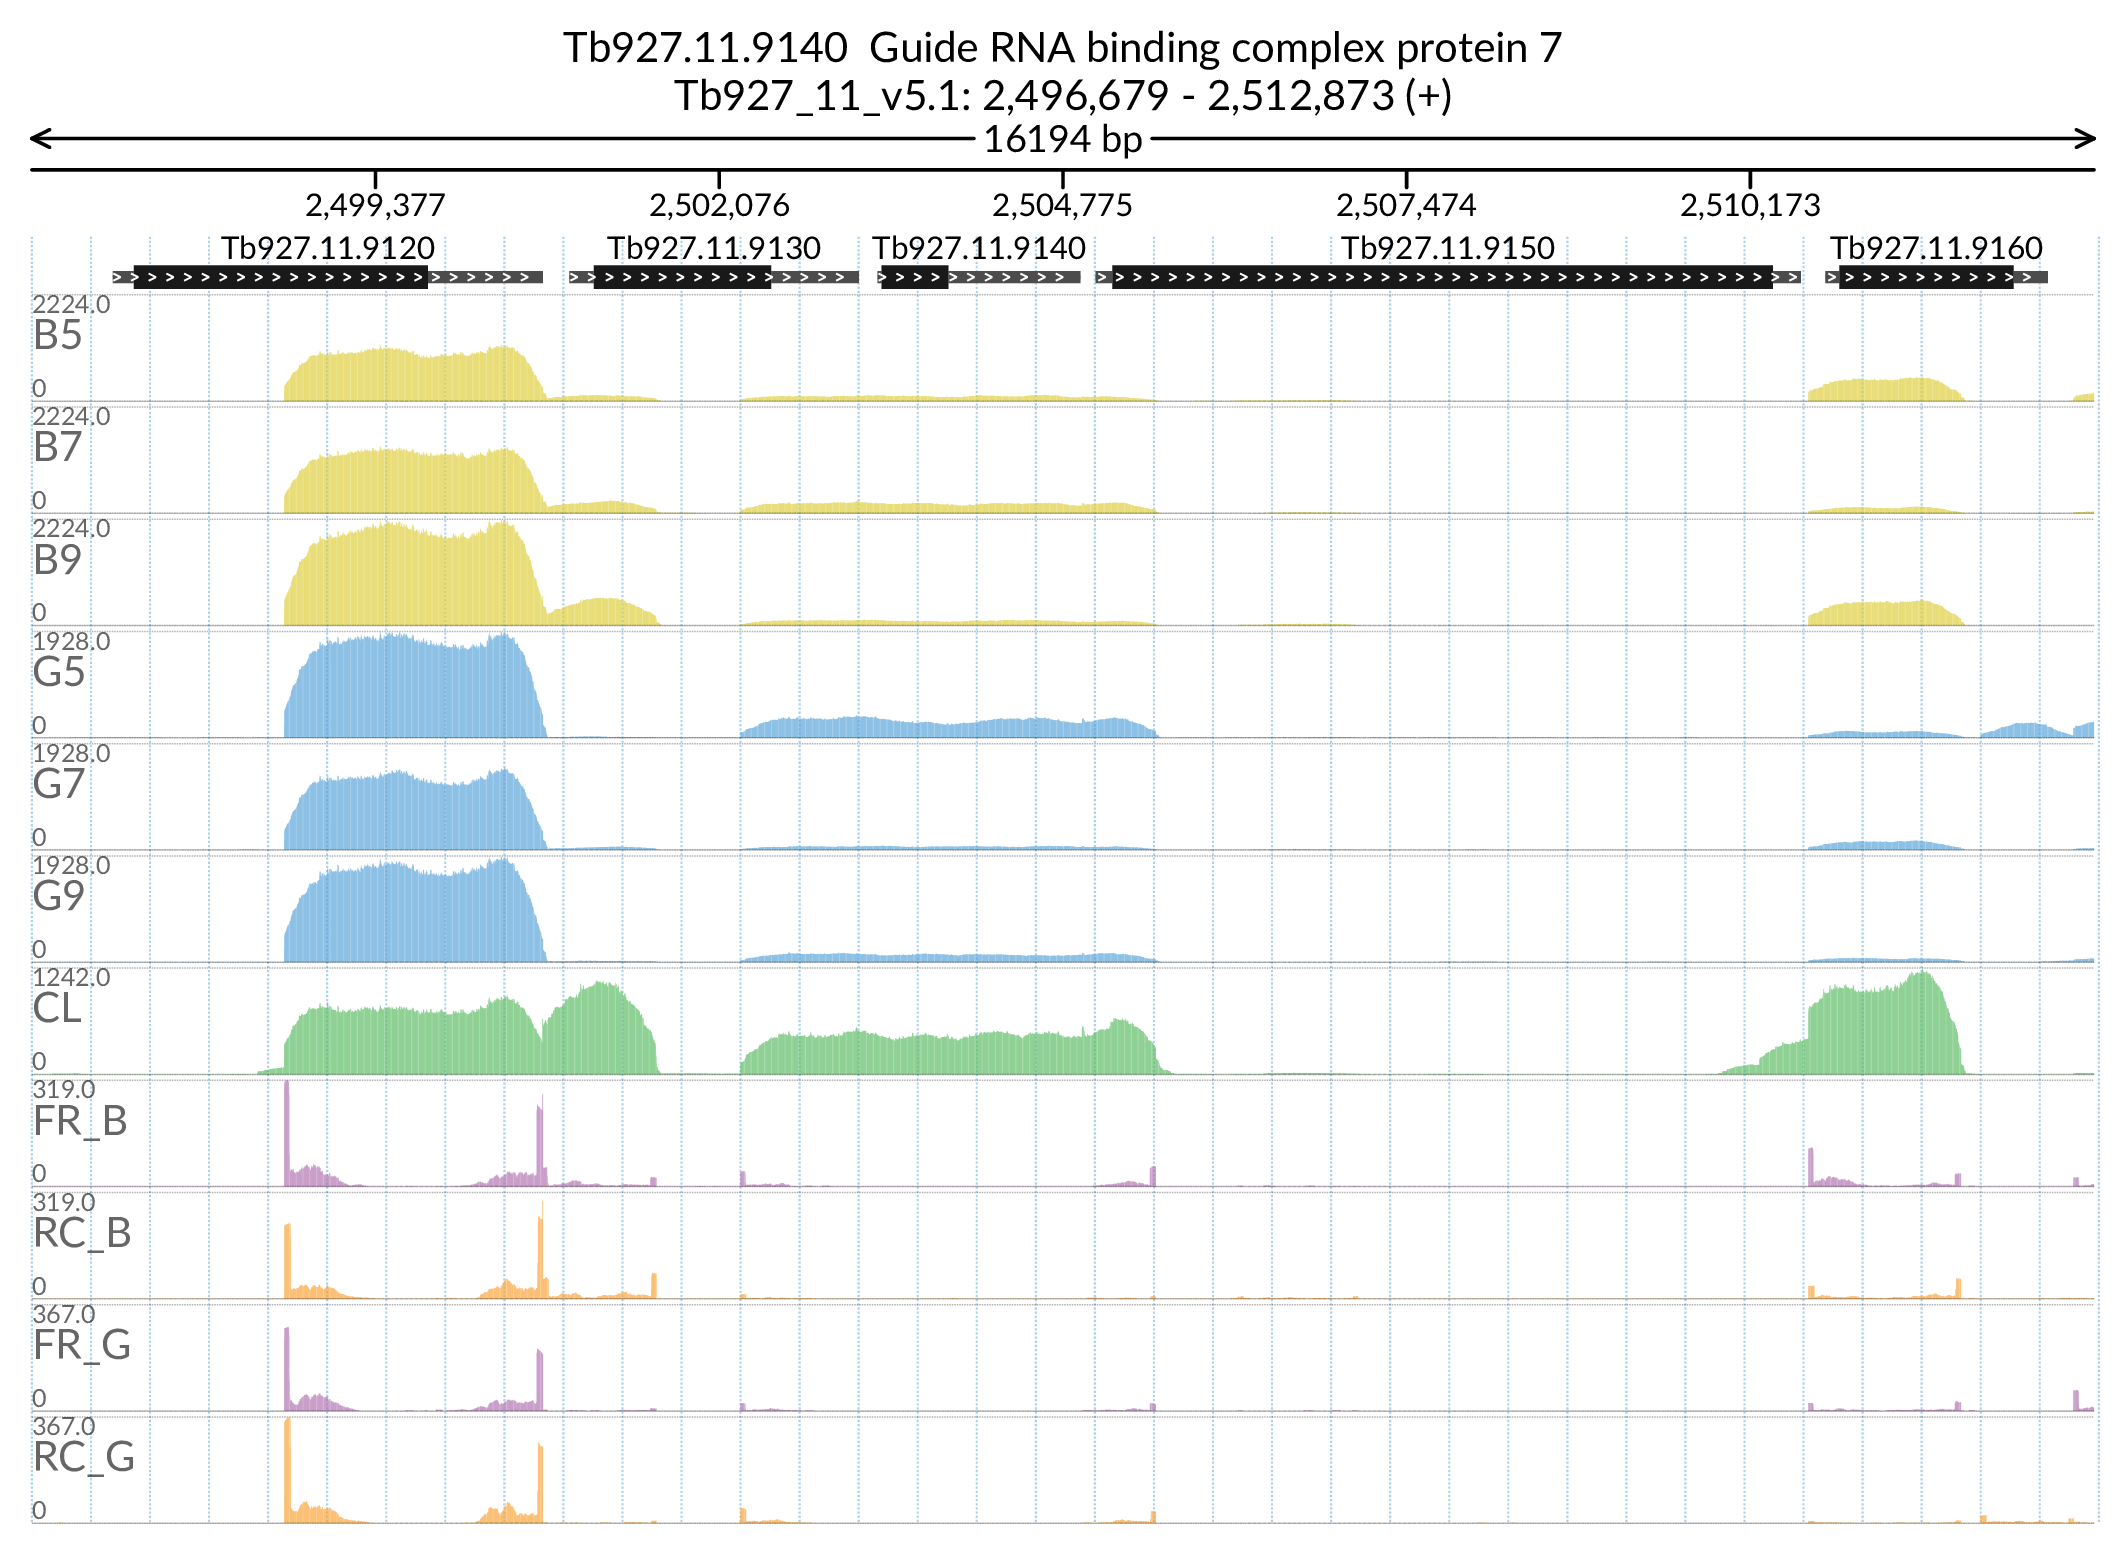 Tb927.11.9140  Guide RNA binding complex protein 7
Tb927_11_v5.1: 2,496,679 - 2,512,873 (+)
16194 bp
2,499,377 2,502,076 2,504,775 2,507,474 2,510,173
Tb927.11.9120 Tb927.11.9130 Tb927.11.9140 Tb927.11.9150 Tb927.11.9160
2224.0
B5
0
2224.0
B7
0
2224.0
B9
0
1928.0
G5
0
1928.0
G7
0
1928.0
G9
0
1242.0
CL
0
319.0
FR_B
0
319.0
RC_B
0
367.0
FR_G
0
367.0
RC_G
0